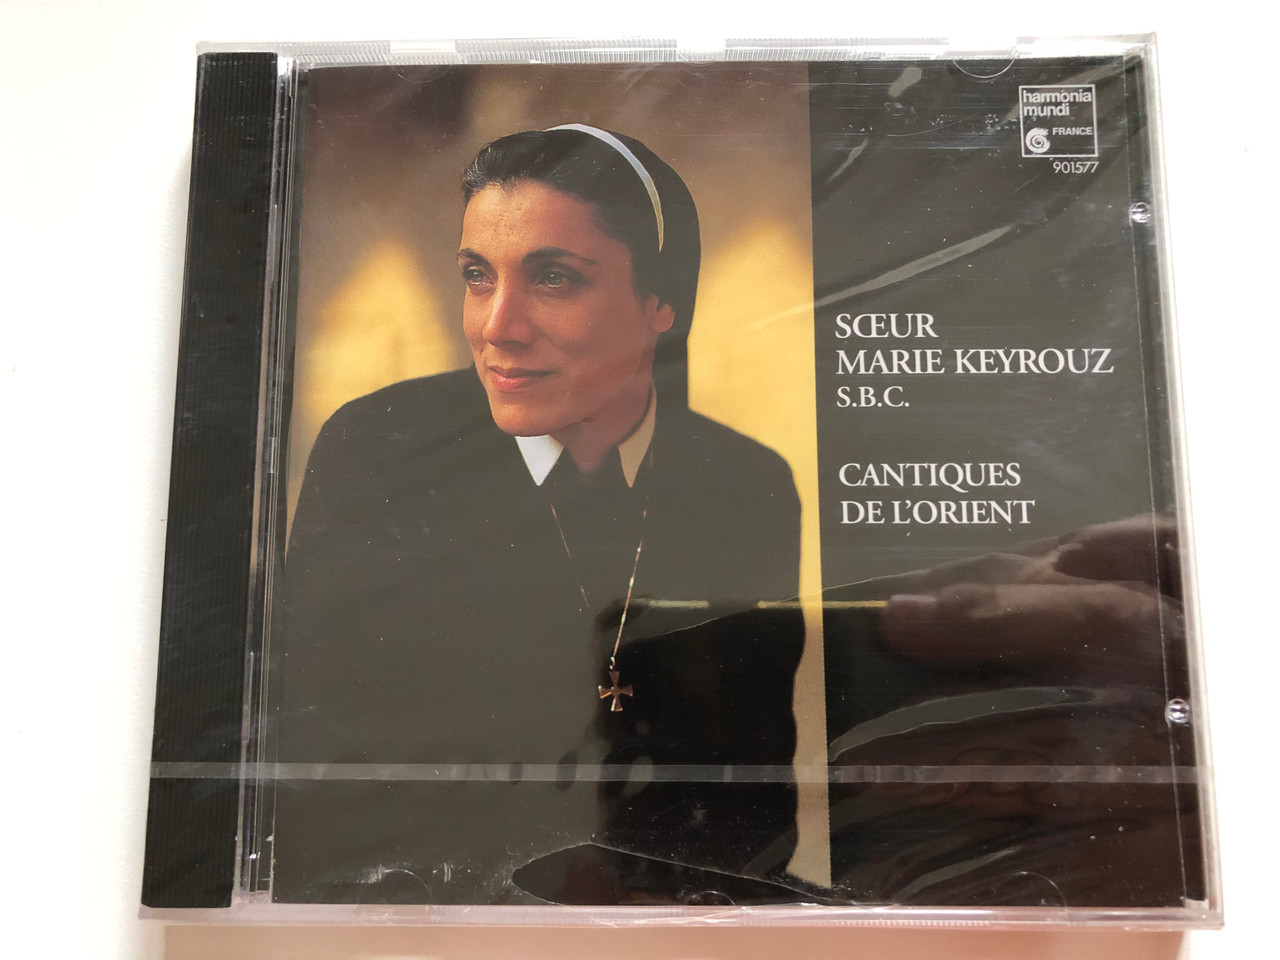 harmonia
mundi
FRANCE
901577
SŒUR
MARIE KEYROUZ
S.B.C.
CANTIQUES
DE L'ORIENT